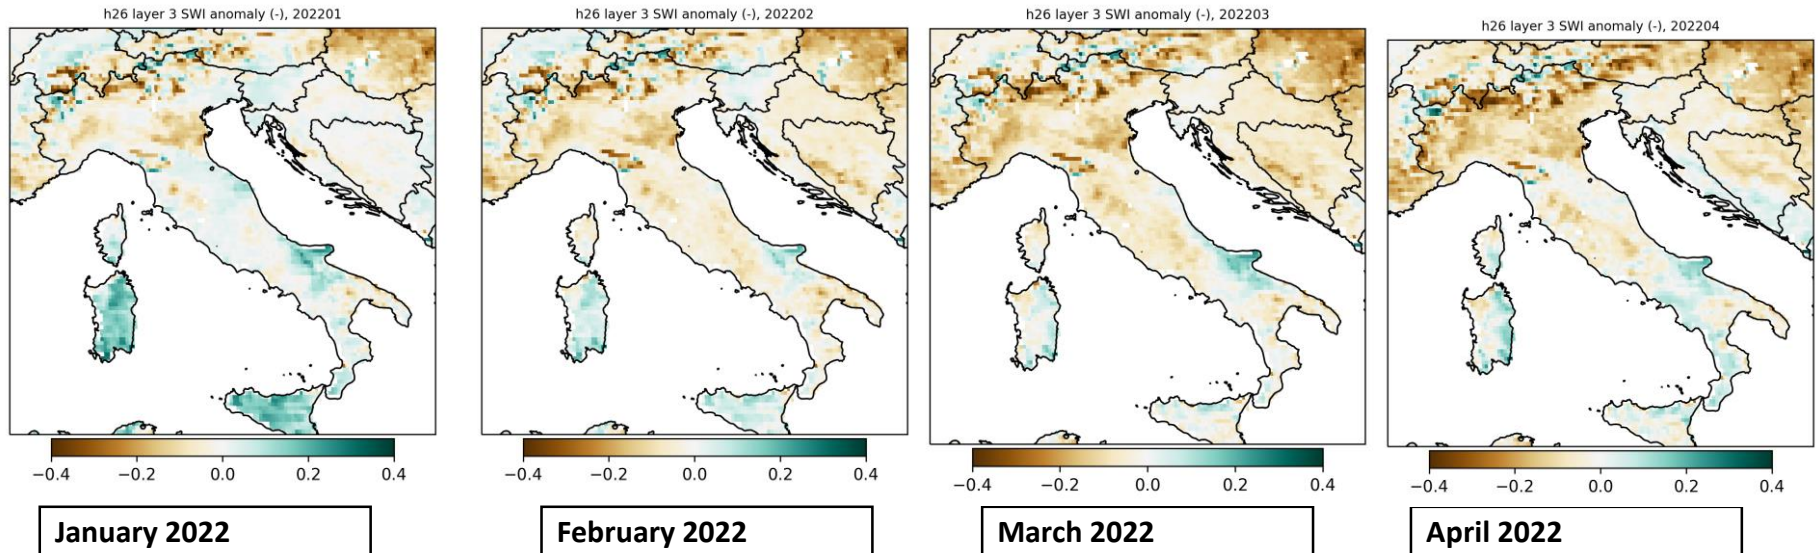 h26 layer 3 SWI anomaly (-), 202201
−0.4 −0.2 0.0 0.2 0.4
January 2022
h26 layer 3 SWI anomaly (-), 202202
−0.4 −0.2 0.0 0.2 0.4
February 2022
h26 layer 3 SWI anomaly (-), 202203
−0.4 −0.2 0.0 0.2 0.4
March 2022
h26 layer 3 SWI anomaly (-), 202204
−0.4 −0.2 0.0 0.2 0.4
April 2022